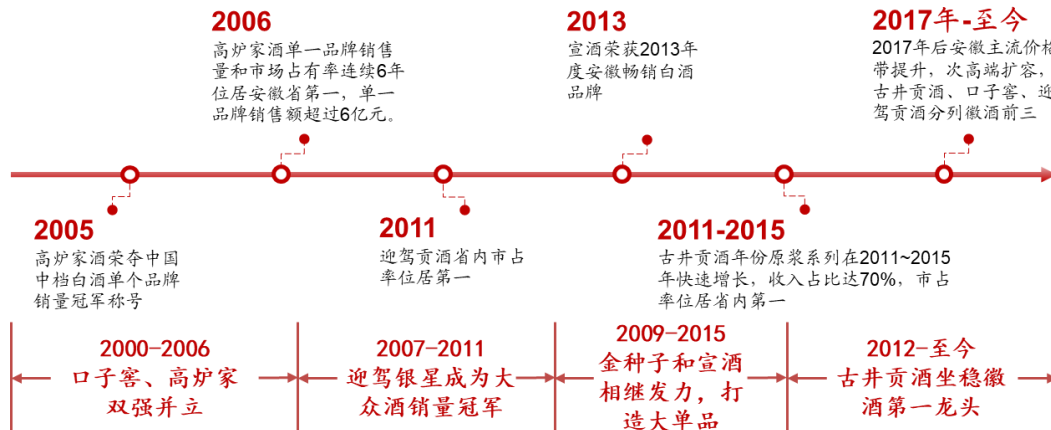 2006
高炉家酒单一品牌销售
量和市场占有率连续6年
位居安徽省第一，单一
品牌销售额超过6亿元。
2013
宣酒荣获2013年
度安徽畅销白酒
品牌
2017年-至今
2017年后安徽主流价格
带提升，次高端扩容，
古井贡酒、口子窖、迎
驾贡酒分列徽酒前三
2005
高炉家酒荣夺中国
中档白酒单个品牌
销量冠军称号
2011
迎驾贡酒省内市占
率位居第一
2011-2015
古井贡酒年份原浆系列在2011~2015
年快速增长，收入占比达70%，市占
率位居省内第一
2000-2006
口子窖、高炉家
双强并立
2007-2011
迎驾银星成为大
众酒销量冠军
2009-2015
金种子和宣酒
相继发力，打
造大单品
2012-至今
古井贡酒坐稳徽
酒第一龙头